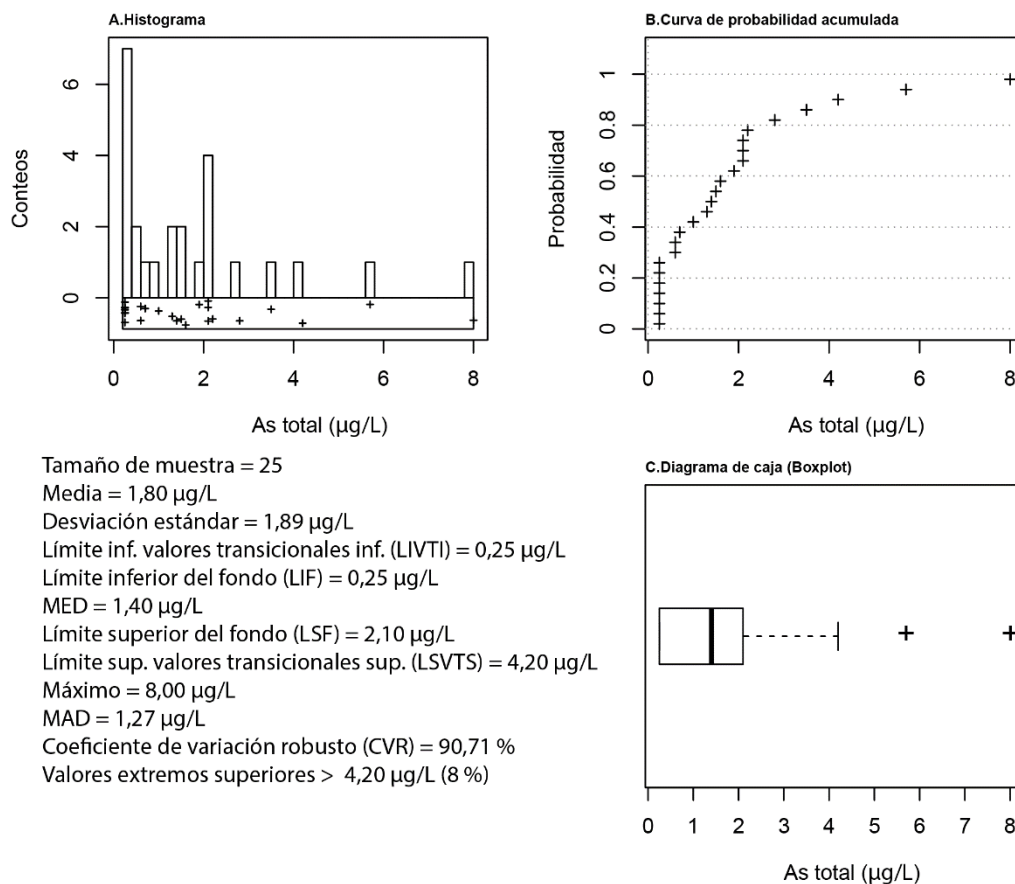 A.Histograma
Conteos
6
4
2
0
0 2 4 6 8
As total (µg/L)
B.Curva de probabilidad acumulada
Probabilidad
1
0.8
0.6
0.4
0.2
0
0 2 4 6 8
As total (µg/L)
Tamaño de muestra = 25
Media = 1,80 µg/L
Desviación estándar = 1,89 µg/L
Límite inf. valores transicionales inf. (LIVTI) = 0,25 µg/L
Límite inferior del fondo (LIF) = 0,25 µg/L
MED = 1,40 µg/L
Límite superior del fondo (LSF) = 2,10 µg/L
Límite sup. valores transicionales sup. (LSVTS) = 4,20 µg/L
Máximo = 8,00 µg/L
MAD = 1,27 µg/L
Coeficiente de variación robusto (CVR) = 90,71 %
Valores extremos superiores > 4,20 µg/L (8 %)
C.Diagrama de caja (Boxplot)
0 1 2 3 4 5 6 7 8
As total (µg/L)